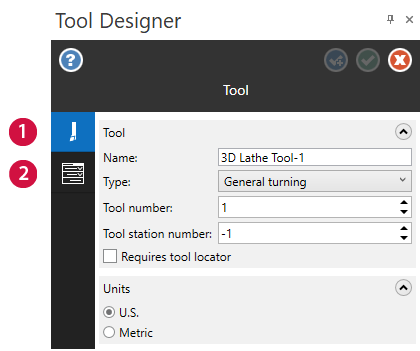 Tool Designer
?
Tool
1
2
Tool
Name: 3D Lathe Tool-1
Type: General turning
Tool number: 1
Tool station number: -1
Requires tool locator
Units
U.S.
Metric